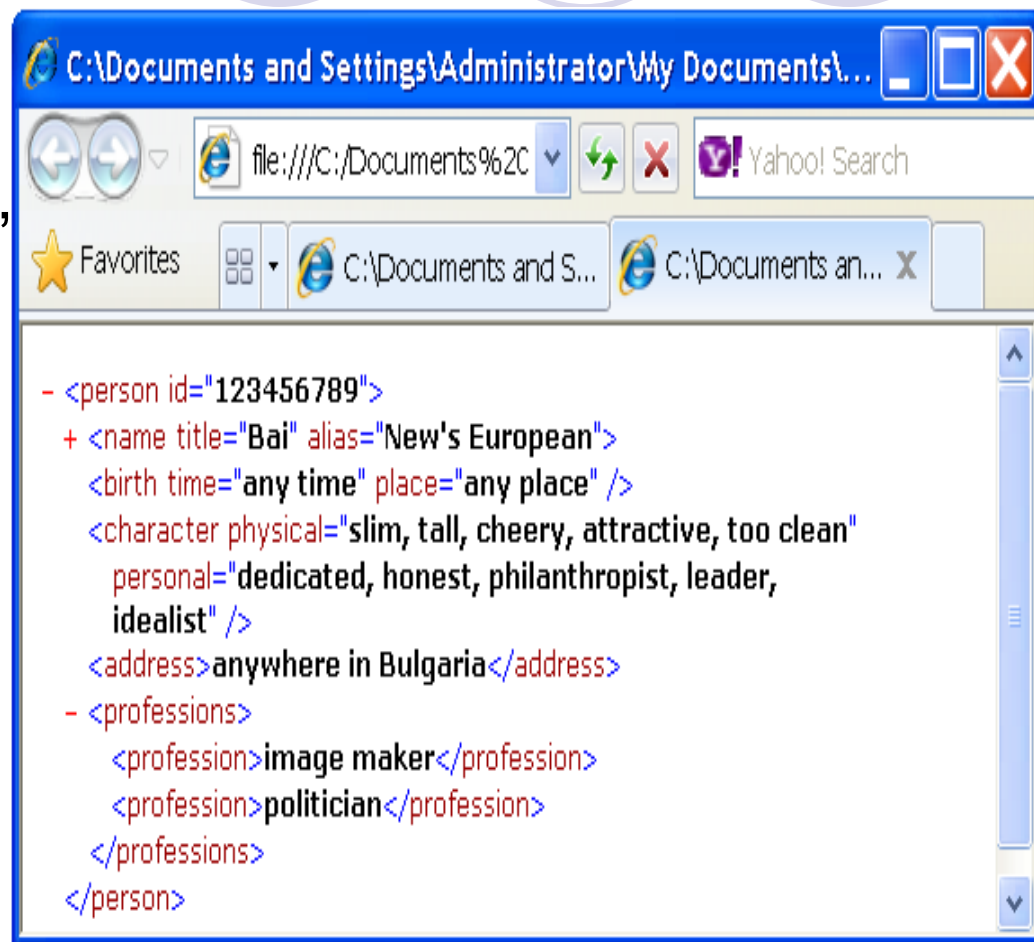 C:\Documents and Settings\Administrator\My Documents\...
file:///C:/Documents%2C
Yahoo! Search
,
Favorites
C:\Documents and S...
C:\Documents an... X
- <person id="123456789">
+ <name title="Bai" alias="New's European">
<birth time="any time" place="any place" />
<character physical="slim, tall, cheery, attractive, too clean"
personal="dedicated, honest, philanthropist, leader,
idealist" />
<address>anywhere in Bulgaria</address>
- <professions>
<profession>image maker</profession>
<profession>politician</profession>
</professions>
</person>